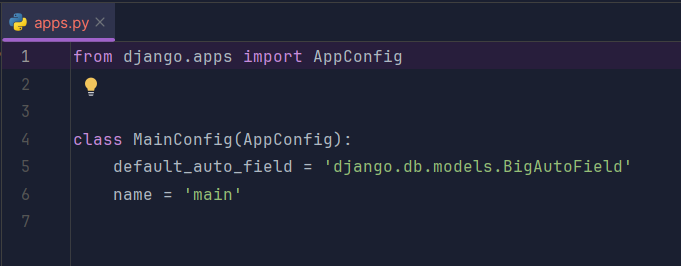 apps.py
1 from django.apps import AppConfig
2
3
4 class MainConfig(AppConfig):
5     default_auto_field = 'django.db.models.BigAutoField'
6     name = 'main'
7